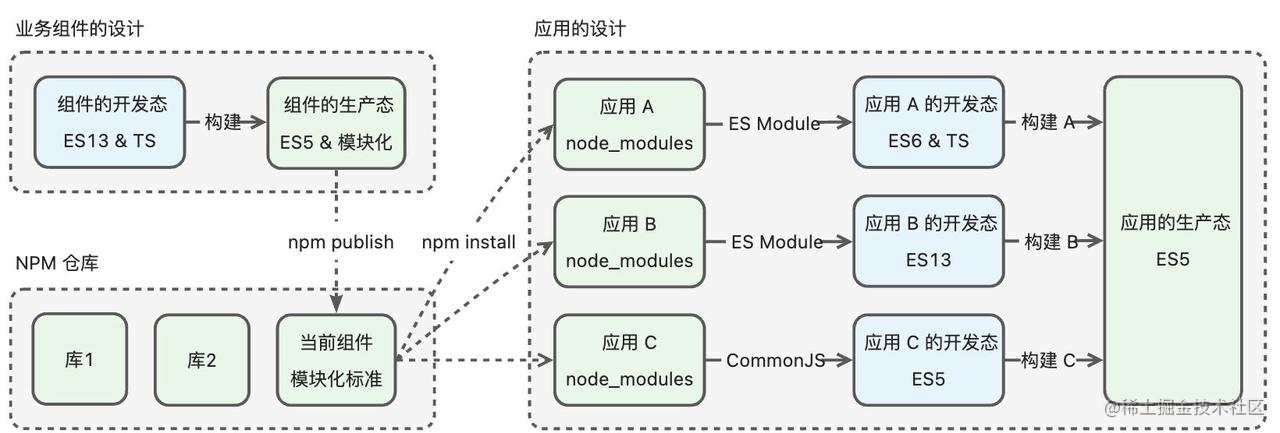 业务组件的设计
组件的开发态
ES13 & TS
构建
组件的生产态
ES5 & 模块化
npm publish
npm install
NPM 仓库
库1
库2
当前组件
模块化标准
应用的设计
应用 A
node_modules
ES Module
应用 A 的开发态
ES6 & TS
构建 A
应用 B
node_modules
ES Module
应用 B 的开发态
ES13
构建 B
应用 C
node_modules
CommonJS
应用 C 的开发态
ES5
构建 C
应用的生产态
ES5
@稀土掘金技术社区